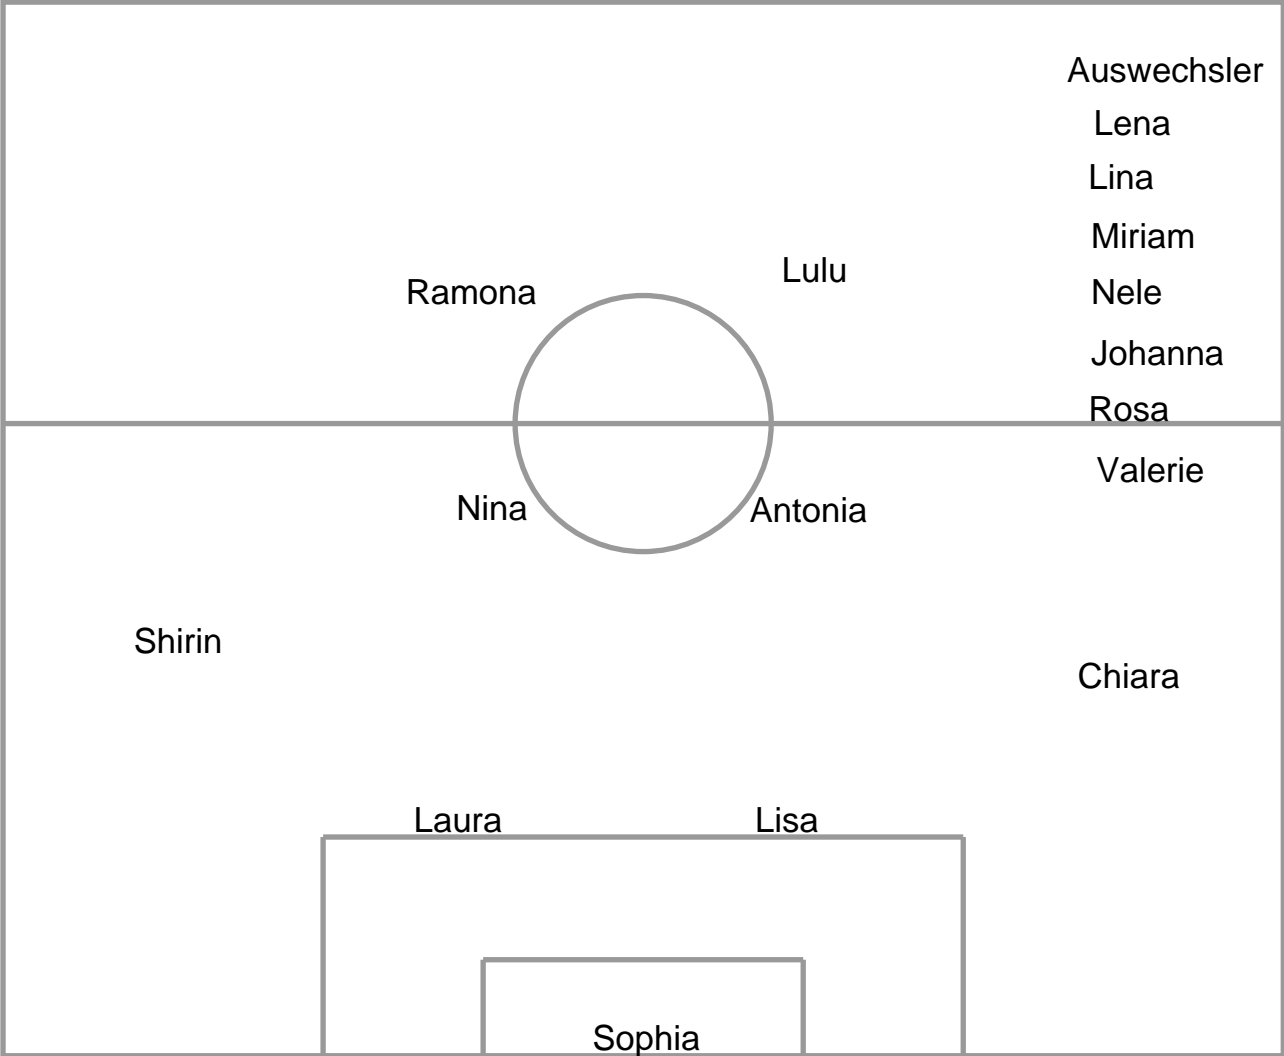 Auswechsler
Lena
Lina
Miriam
Lulu
Ramona
Nele
Johanna
Rosa
Valerie
Nina Antonia
Shirin
Chiara
Laura Lisa
Sophia